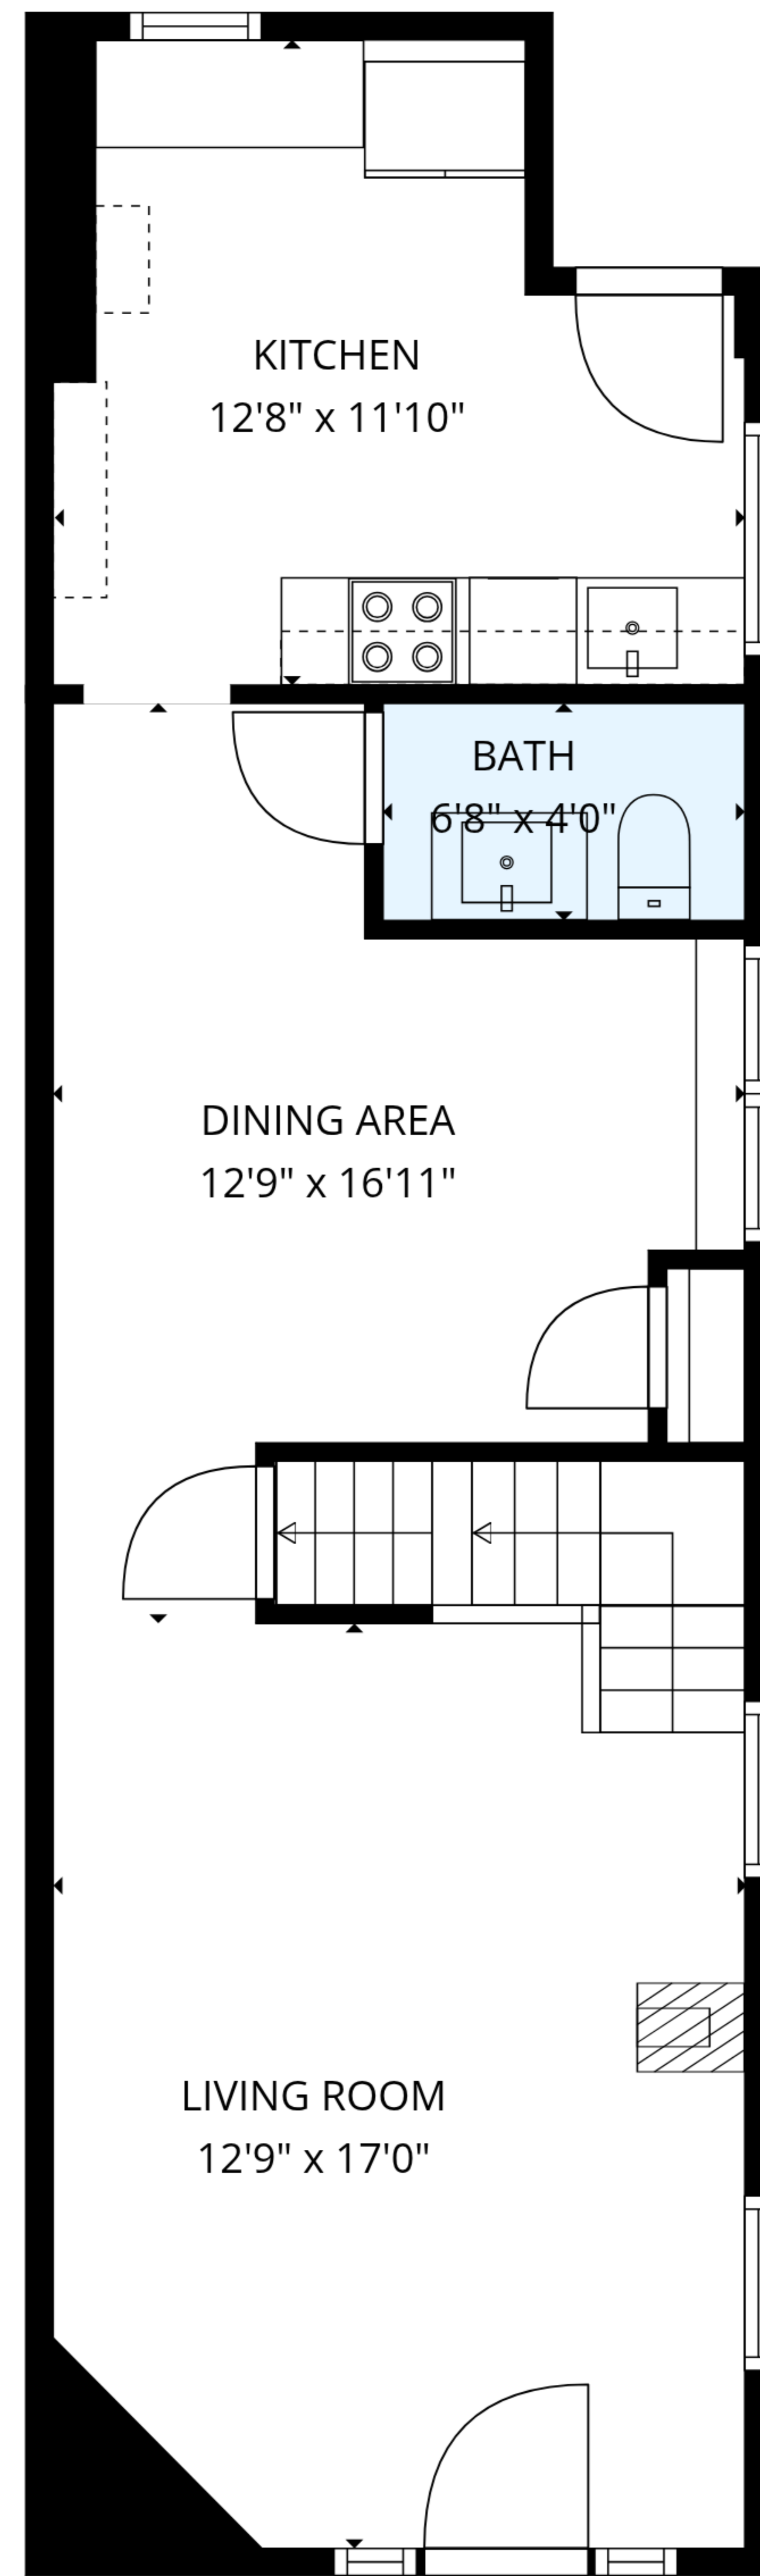 KITCHEN
12'8" x 11'10"
BATH
6'8" x 4'0"
DINING AREA
12'9" x 16'11"
LIVING ROOM
12'9" x 17'0"